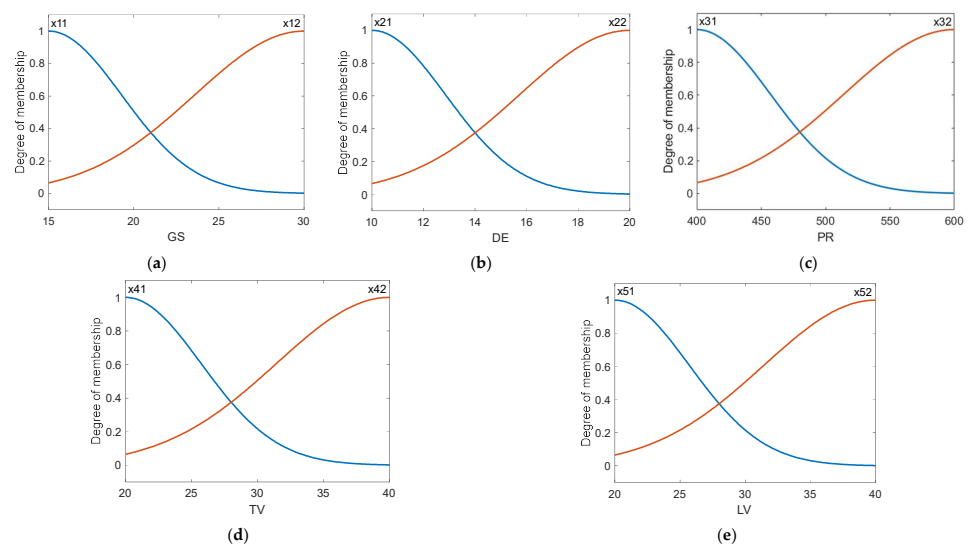 x11 x12
Degree of membership
1
0.8
0.6
0.4
0.2
0
15 20 25 30
GS
(a)
x21 x22
Degree of membership
1
0.8
0.6
0.4
0.2
0
10 12 14 16 18 20
DE
(b)
x31 x32
Degree of membership
1
0.8
0.6
0.4
0.2
0
400 450 500 550 600
PR
(c)
x41 x42
Degree of membership
1
0.8
0.6
0.4
0.2
0
20 25 30 35 40
TV
(d)
x51 x52
Degree of membership
1
0.8
0.6
0.4
0.2
0
20 25 30 35 40
LV
(e)